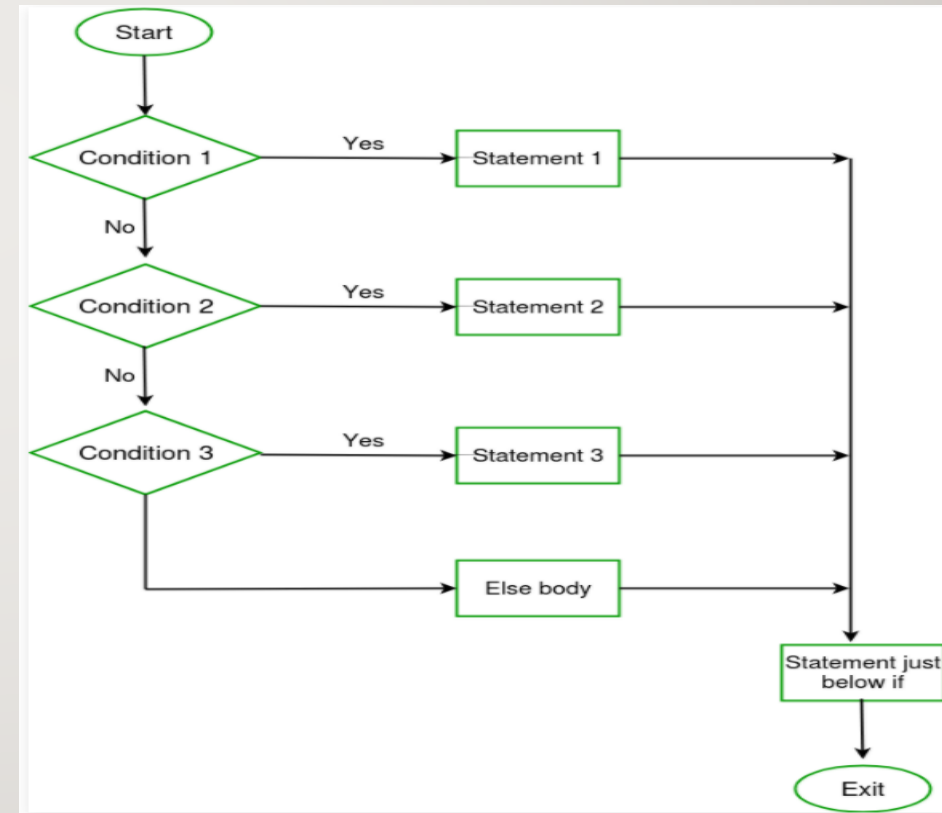 Start
Condition 1
Yes
Statement 1
No
Condition 2
Yes
Statement 2
No
Condition 3
Yes
Statement 3
Else body
Statement just
below if
Exit